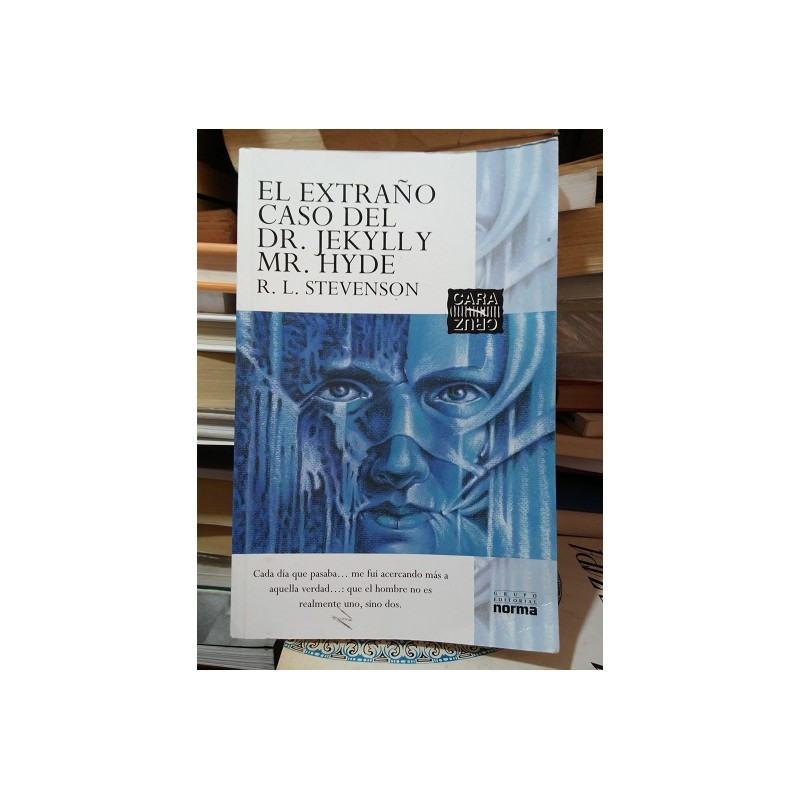 EL EXTRAÑO
CASO DEL
DR. JEKYLL Y
MR. HYDE
R. L. STEVENSON
CARA
CRUZ
Cada día que pasaba... me fui acercando más a
aquella verdad...: que el hombre no es
realmente uno, sino dos.
GRUPO
EDITORIAL
norma